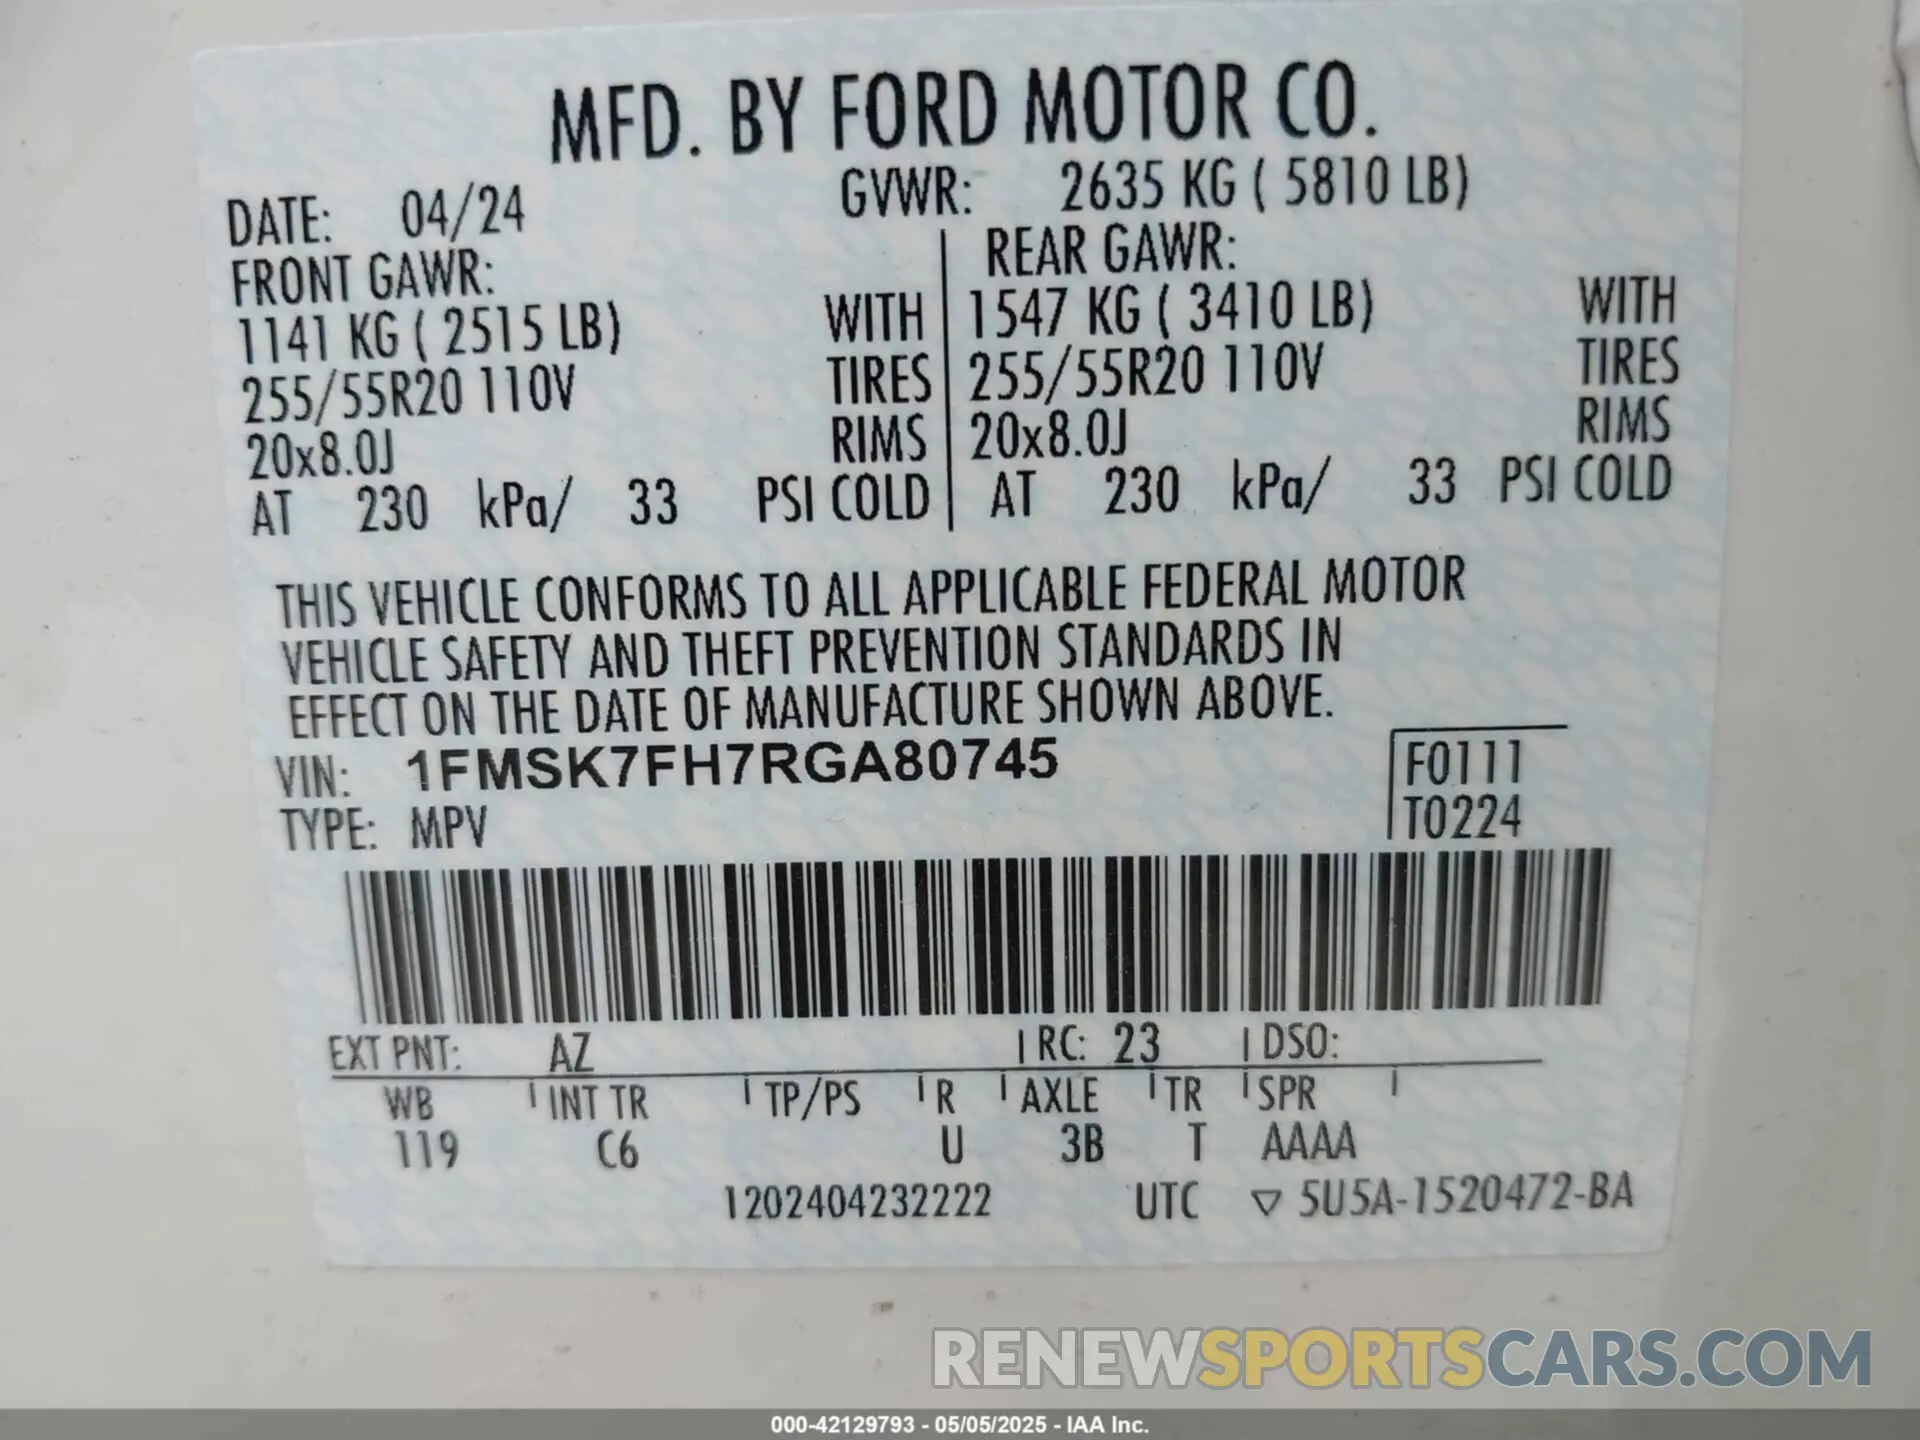 MFD. BY FORD MOTOR CO.
DATE: 04/24 GVWR: 2635 KG ( 5810 LB)
FRONT GAWR: REAR GAWR:
1141 KG ( 2515 LB) WITH 1547 KG ( 3410 LB) WITH
255/55R20 110V TIRES 255/55R20 110V TIRES
20x8.0J RIMS 20x8.0J RIMS
AT 230 kPa/ 33 PSI COLD AT 230 kPa/ 33 PSI COLD
THIS VEHICLE CONFORMS TO ALL APPLICABLE FEDERAL MOTOR
VEHICLE SAFETY AND THEFT PREVENTION STANDARDS IN
EFFECT ON THE DATE OF MANUFACTURE SHOWN ABOVE.
VIN: 1FMSK7FH7RGA80745 F0111
TYPE: MPV T0224
EXT PNT: AZ RC: 23 DSO:
WB INT TR TP/PS R AXLE TR SPR
119 C6 U 3B T AAAA
1202404232222 UTC ▽ 5U5A-1520472-BA
RENEWSPORTSCARS.COM
000-42129793 - 05/05/2025 - IAA Inc.